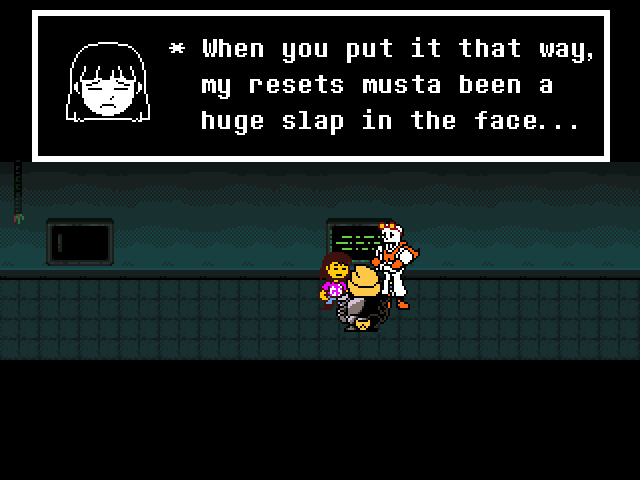 * When you put it that way,
my resets musta been a
huge slap in the face...